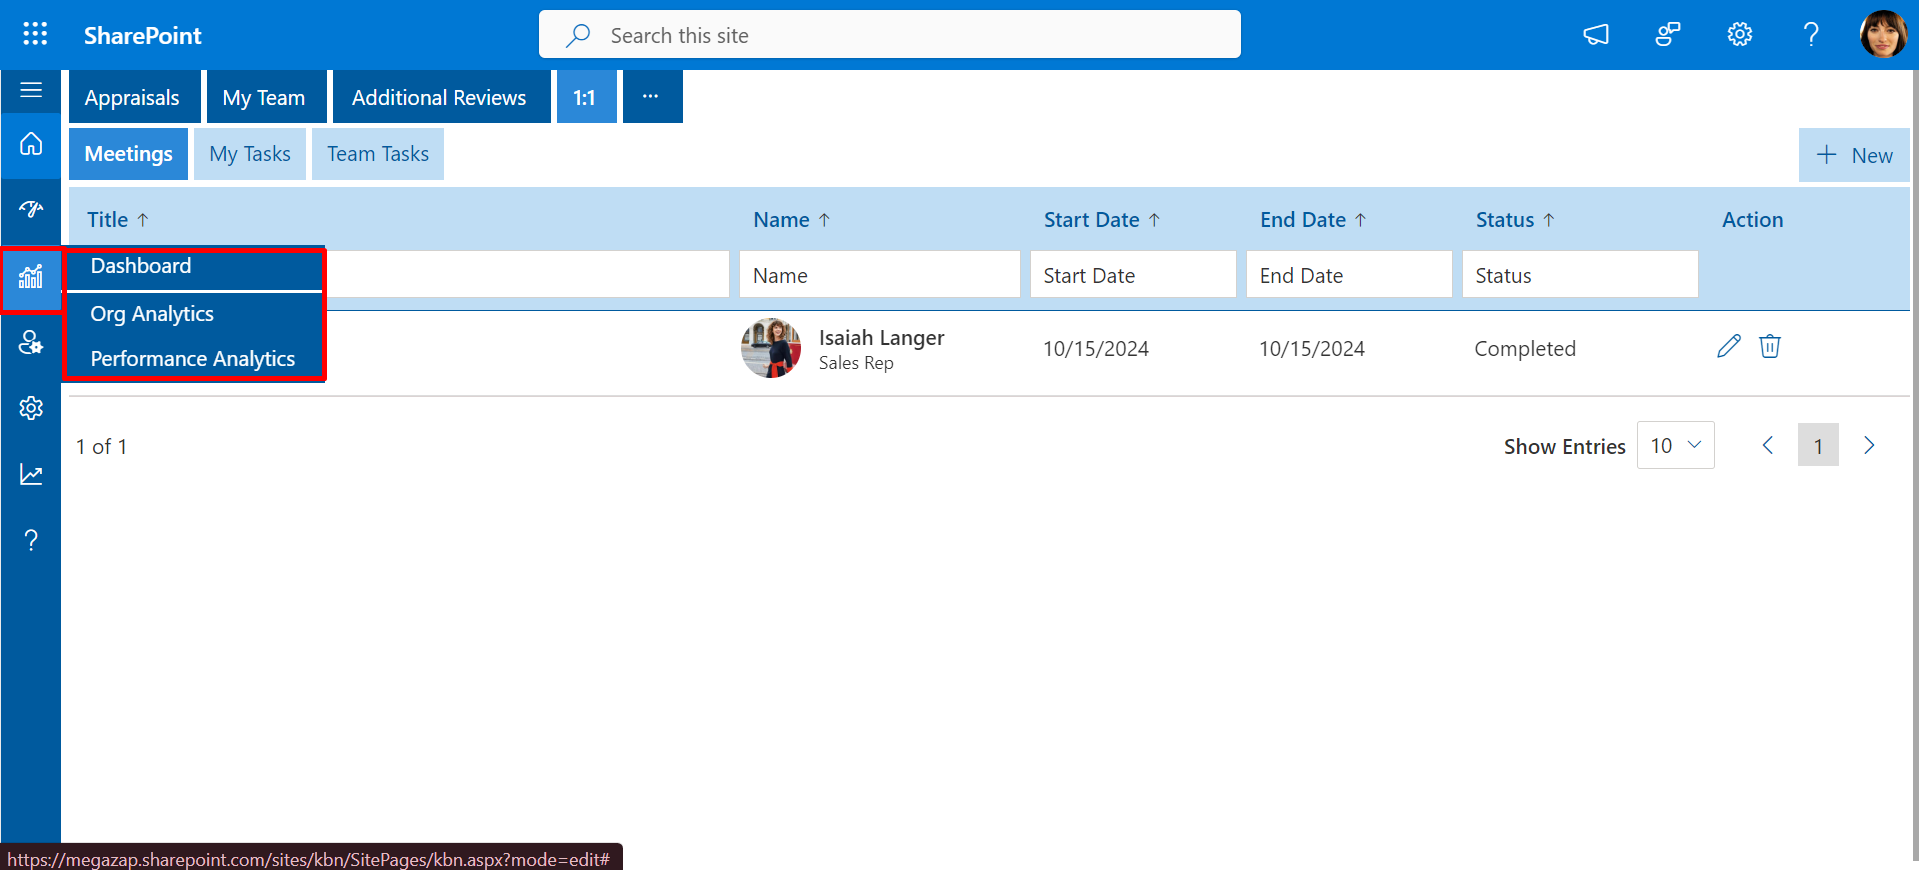 SharePoint
Search this site
Appraisals
My Team
Additional Reviews
1:1
...
Meetings
My Tasks
Team Tasks
+ New
Title ↑
Name ↑
Start Date ↑
End Date ↑
Status ↑
Action
Dashboard
Name
Start Date
End Date
Status
Org Analytics
Performance Analytics
Isaiah Langer
Sales Rep
10/15/2024
10/15/2024
Completed
1 of 1
Show Entries
10
1
https://megazap.sharepoint.com/sites/kbn/SitePages/kbn.aspx?mode=edit#